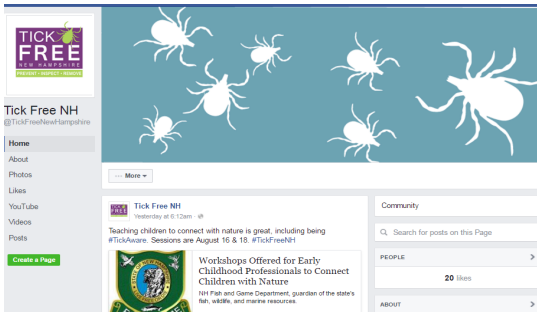 TICK
FREE
NEW HAMPSHIRE
PREVENT • INSPECT • REMOVE
Tick Free NH
@TickFreeNewHampshire
Home
About
Photos
Likes
YouTube
Videos
Posts
Create a Page
··· More
Tick Free NH
Yesterday at 6:12am ·
Teaching children to connect with nature is great, including being
#TickAware. Sessions are August 16 & 18. #TickFreeNH
Workshops Offered for Early
Childhood Professionals to Connect
Children with Nature
NH Fish and Game Department, guardian of the state's
fish, wildlife, and marine resources.
Community
Search for posts on this Page
PEOPLE
20 likes
ABOUT